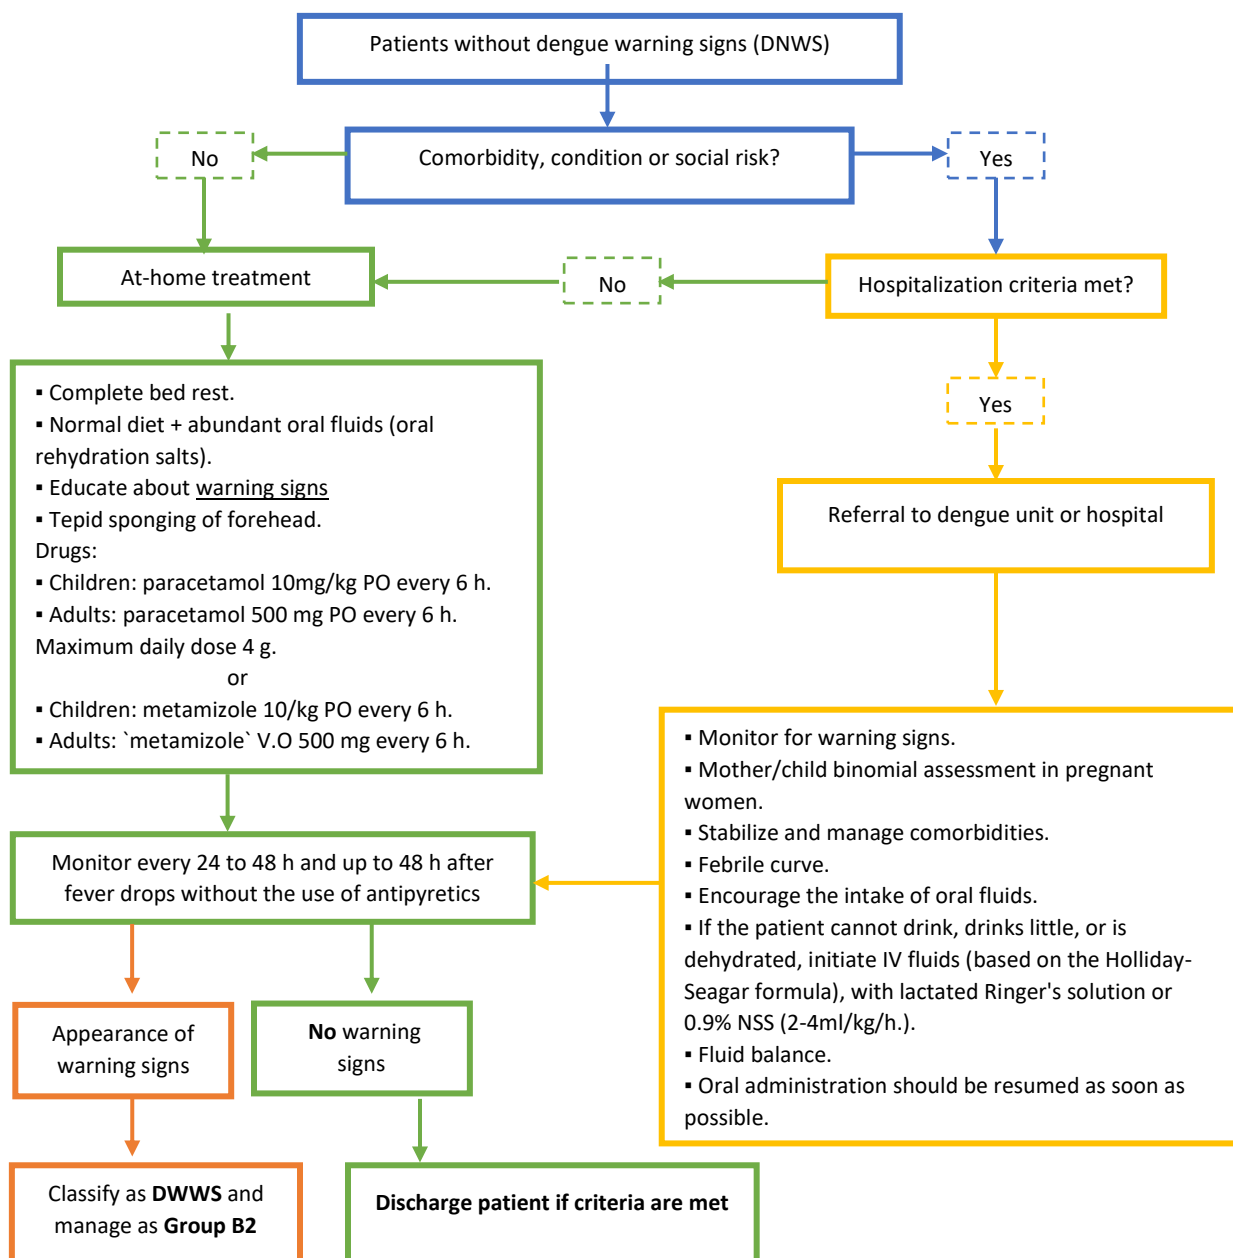 Patients without dengue warning signs (DNWS)
No
Comorbidity, condition or social risk?
Yes
At-home treatment
No
Hospitalization criteria met?
▪ Complete bed rest.
▪ Normal diet + abundant oral fluids (oral
rehydration salts).
▪ Educate about warning signs
▪ Tepid sponging of forehead.
Drugs:
▪ Children: paracetamol 10mg/kg PO every 6 h.
▪ Adults: paracetamol 500 mg PO every 6 h.
Maximum daily dose 4 g.
or
▪ Children: metamizole 10/kg PO every 6 h.
▪ Adults: `metamizole` V.O 500 mg every 6 h.
Yes
Referral to dengue unit or hospital
▪ Monitor for warning signs.
▪ Mother/child binomial assessment in pregnant
women.
▪ Stabilize and manage comorbidities.
▪ Febrile curve.
▪ Encourage the intake of oral fluids.
▪ If the patient cannot drink, drinks little, or is
dehydrated, initiate IV fluids (based on the Holliday-
Seagar formula), with lactated Ringer's solution or
0.9% NSS (2-4ml/kg/h.).
▪ Fluid balance.
▪ Oral administration should be resumed as soon as
possible.
Monitor every 24 to 48 h and up to 48 h after
fever drops without the use of antipyretics
Appearance of
warning signs
No warning
signs
Classify as DWWS and
manage as Group B2
Discharge patient if criteria are met